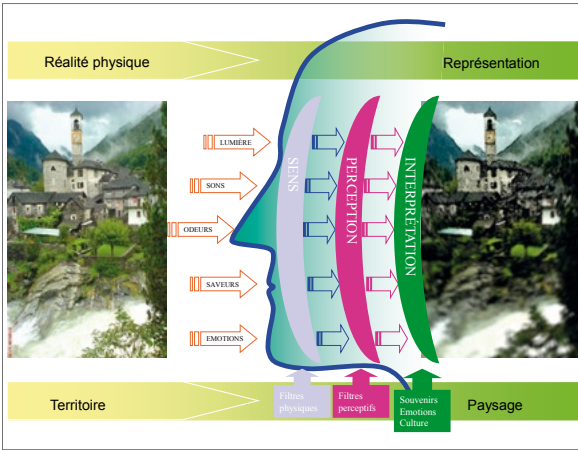 Réalité physique
Représentation
LUMIÈRE
SONS
ODEURS
SAVEURS
EMOTIONS
SENS
PERCEPTION
INTERPRÉTATION
Filtres
physiques
Filtres
perceptifs
Souvenirs
Emotions
Culture
Territoire
Paysage